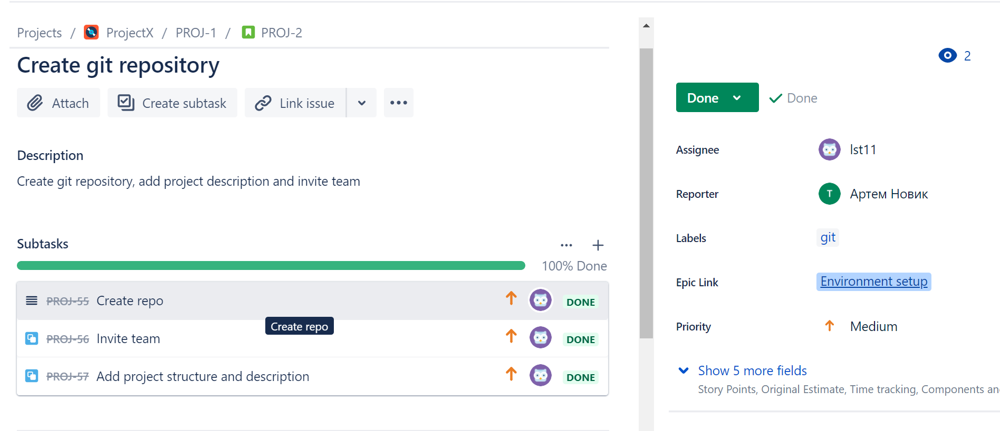 Projects / ProjectX / PROJ-1 / PROJ-2
Create git repository
Attach
Create subtask
Link issue
Description
Create git repository, add project description and invite team
Subtasks
100% Done
PROJ-55 Create repo DONE
Create repo
PROJ-56 Invite team DONE
PROJ-57 Add project structure and description DONE
2
Done
Done
Assignee lst11
Reporter T Артем Новик
Labels git
Epic Link Environment setup
Priority Medium
Show 5 more fields
Story Points, Original Estimate, Time tracking, Components